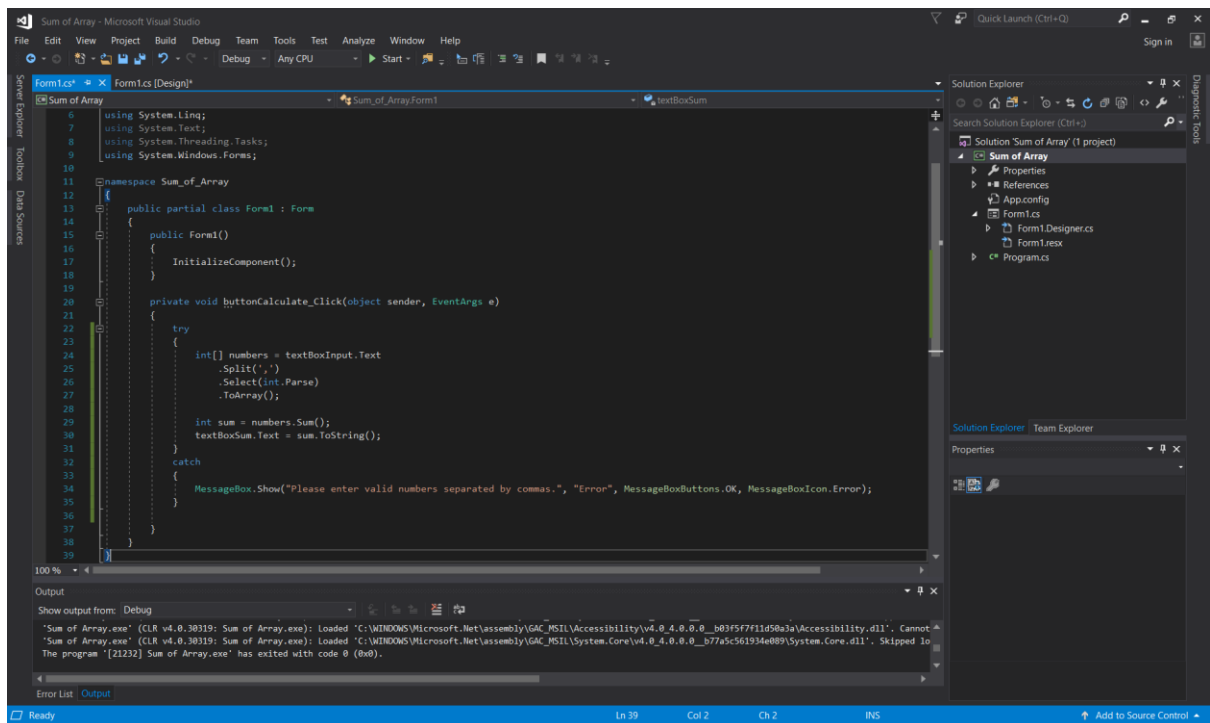 Sum of Array - Microsoft Visual Studio
Quick Launch (Ctrl+Q)
File Edit View Project Build Debug Team Tools Test Analyze Window Help
Sign in
Debug Any CPU Start
Server Explorer
Toolbox
Data Sources
Form1.cs* Form1.cs [Design]*
Sum of Array Sum_of_Array.Form1 textBoxSum
6 using System.Linq;
7 using System.Text;
8 using System.Threading.Tasks;
9 using System.Windows.Forms;
10
11 namespace Sum_of_Array
12 {
13 public partial class Form1 : Form
14 {
15 public Form1()
16 {
17 InitializeComponent();
18 }
19
20 private void buttonCalculate_Click(object sender, EventArgs e)
21 {
22 try
23 {
24 int[] numbers = textBoxInput.Text
25 .Split(',')
26 .Select(int.Parse)
27 .ToArray();
28
29 int sum = numbers.Sum();
30 textBoxSum.Text = sum.ToString();
31 }
32 catch
33 {
34 MessageBox.Show("Please enter valid numbers separated by commas.", "Error", MessageBoxButtons.OK, MessageBoxIcon.Error);
35 }
36
37 }
38 }
39 }
100 %
Output
Show output from: Debug
'Sum of Array.exe' (CLR v4.0.30319: Sum of Array.exe): Loaded 'C:\WINDOWS\Microsoft.Net\assembly\GAC_MSIL\Accessibility\v4.0_4.0.0.0__b03f5f7f11d50a3a\Accessibility.dll'. Cannot
'Sum of Array.exe' (CLR v4.0.30319: Sum of Array.exe): Loaded 'C:\WINDOWS\Microsoft.Net\assembly\GAC_MSIL\System.Core\v4.0_4.0.0.0__b77a5c561934e089\System.Core.dll'. Skipped lo
The program '[21232] Sum of Array.exe' has exited with code 0 (0x0).
Error List Output
Solution Explorer
Search Solution Explorer (Ctrl+;)
Solution 'Sum of Array' (1 project)
Sum of Array
Properties
References
App.config
Form1.cs
Form1.Designer.cs
Form1.resx
C# Program.cs
Solution Explorer Team Explorer
Properties
Diagnostic Tools
Ready Ln 39 Col 2 Ch 2 INS Add to Source Control